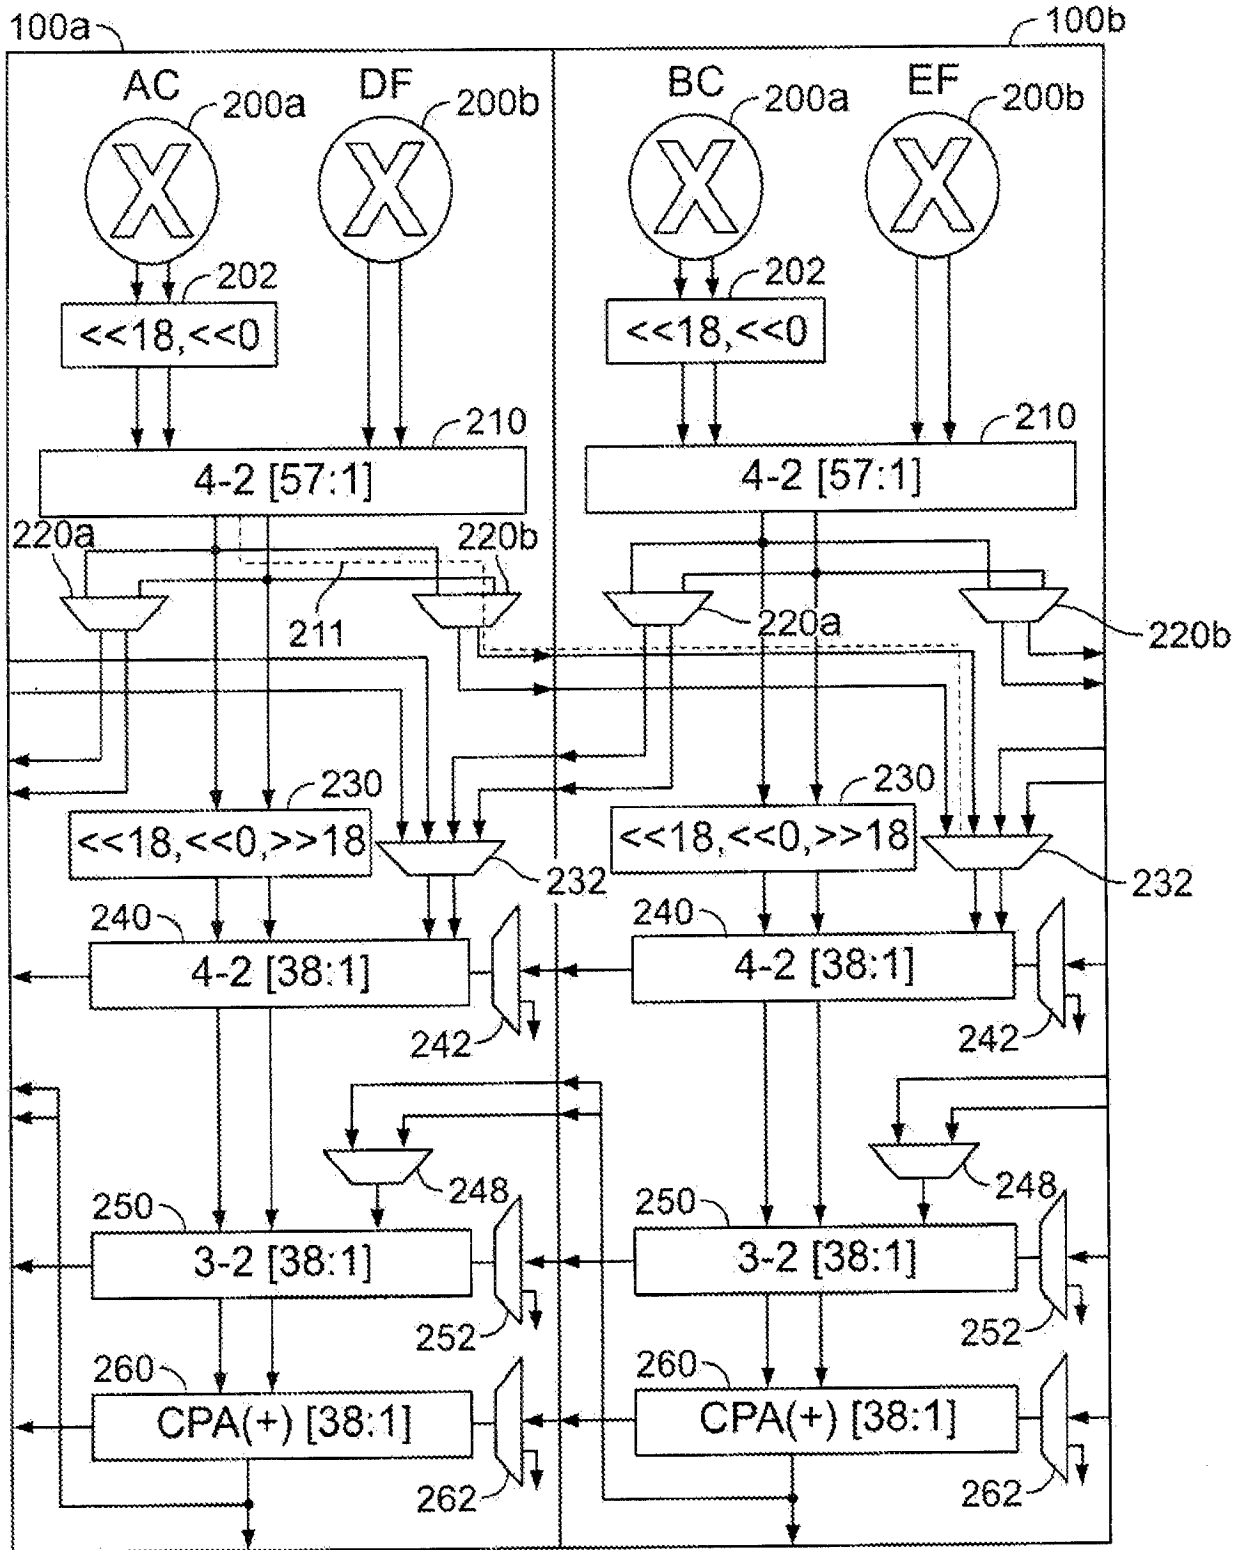 100a
100b
AC
DF
BC
EF
200a
200b
200a
200b
X
X
X
X
202
202
<<18,<<0
<<18,<<0
210
210
4-2 [57:1]
4-2 [57:1]
220a
220b
211
220a
220b
230
230
<<18,<<0,>>18
<<18,<<0,>>18
232
232
240
240
4-2 [38:1]
4-2 [38:1]
242
242
248
248
250
250
3-2 [38:1]
3-2 [38:1]
252
252
260
260
CPA(+) [38:1]
CPA(+) [38:1]
262
262